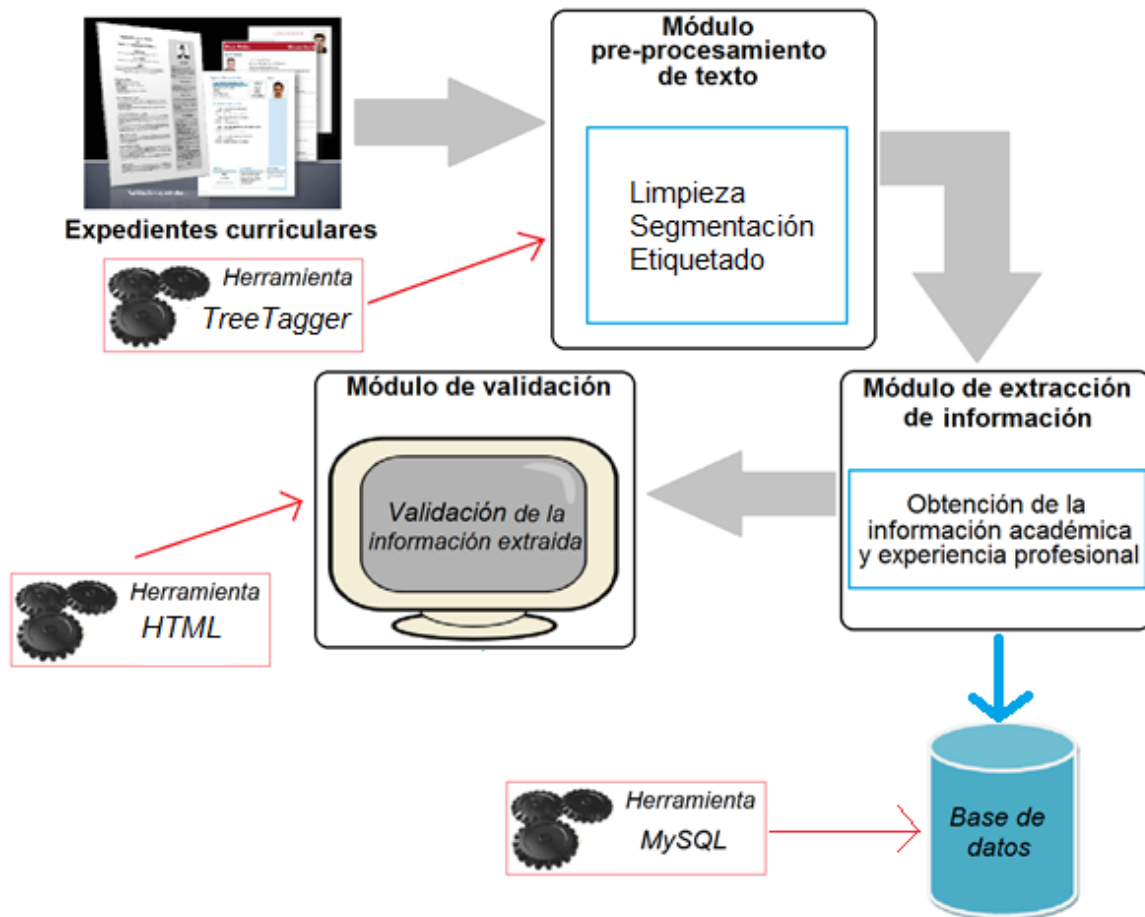 Módulo
pre-procesamiento
de texto
Limpieza
Segmentación
Etiquetado
Expedientes curriculares
Herramienta
TreeTagger
Módulo de validación
Validación de la
información extraida
Módulo de extracción
de información
Obtención de la
información académica
y experiencia profesional
Herramienta
HTML
Herramienta
MySQL
Base de
datos